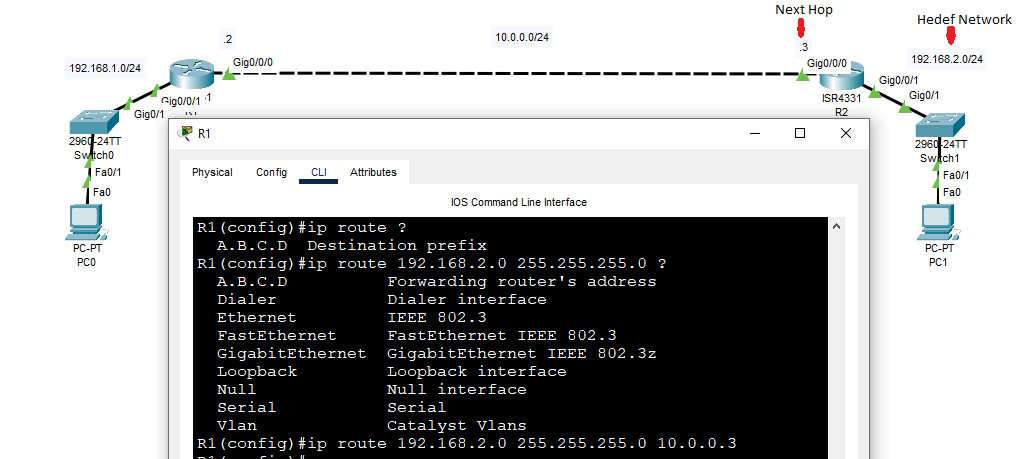 Next Hop
Hedef Network
.2
10.0.0.0/24
.3
192.168.1.0/24
Gig0/0/0
Gig0/0/0
192.168.2.0/24
Gig0/0/1
Gig0/1
ISR4331
R2
Gig0/0/1
Gig0/1
2960-24TT
Switch0
2960-24TT
Switch1
Fa0/1
Fa0
Fa0/1
Fa0
PC-PT
PC0
PC-PT
PC1
R1
Physical Config CLI Attributes
IOS Command Line Interface
R1(config)#ip route ?
A.B.C.D Destination prefix
R1(config)#ip route 192.168.2.0 255.255.255.0 ?
A.B.C.D Forwarding router's address
Dialer Dialer interface
Ethernet IEEE 802.3
FastEthernet FastEthernet IEEE 802.3
GigabitEthernet GigabitEthernet IEEE 802.3z
Loopback Loopback interface
Null Null interface
Serial Serial
Vlan Catalyst Vlans
R1(config)#ip route 192.168.2.0 255.255.255.0 10.0.0.3